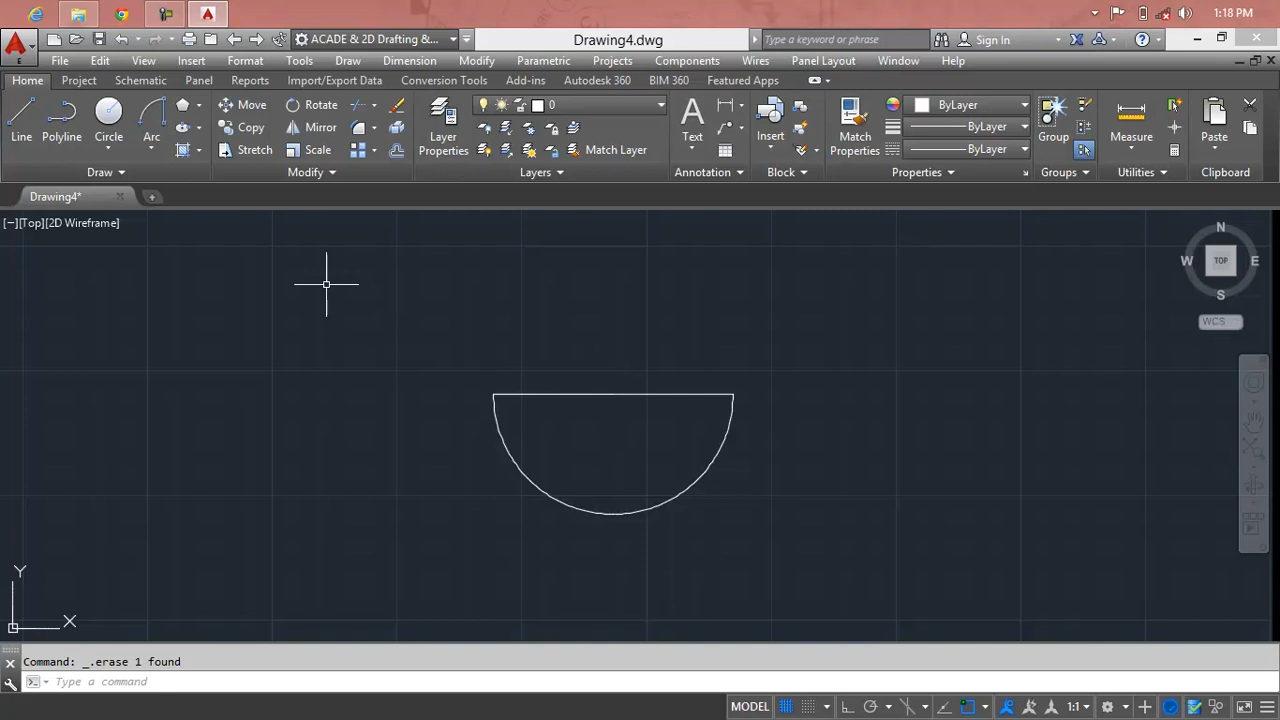 1:18 PM
ACADE & 2D Drafting &...
Drawing4.dwg
Type a keyword or phrase
Sign In
File Edit View Insert Format Tools Draw Dimension Modify Parametric Projects Components Wires Panel Layout Window Help
Home Project Schematic Panel Reports Import/Export Data Conversion Tools Add-ins Autodesk 360 BIM 360 Featured Apps
Line
Polyline
Circle
Arc
Draw
Move
Rotate
Copy
Mirror
Stretch
Scale
Modify
Layer
Properties
0
Match Layer
Layers
Text
Annotation
Insert
Block
Match
Properties
ByLayer
ByLayer
ByLayer
Properties
Group
Groups
Measure
Utilities
Paste
Clipboard
Drawing4*
[−][Top][2D Wireframe]
N
W TOP E
S
WCS
Y
X
Command: _.erase 1 found
Type a command
MODEL
1:1